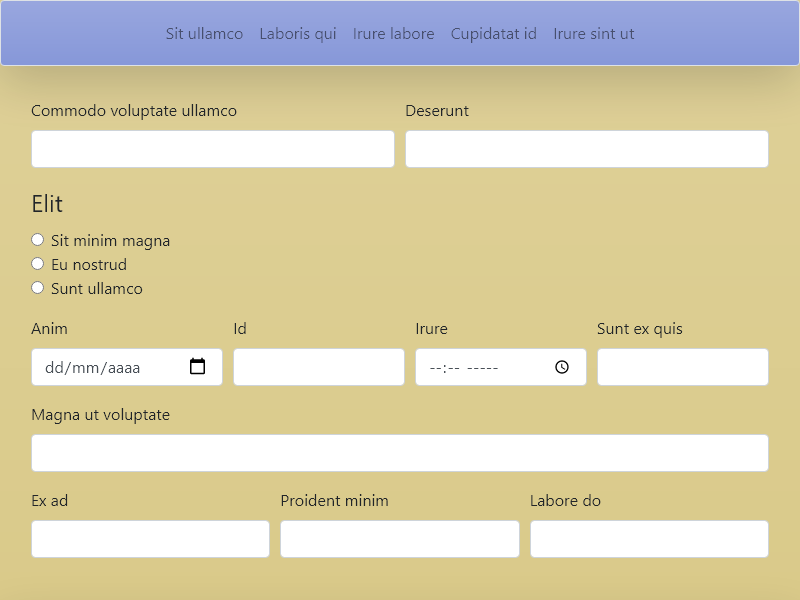 Sit ullamco Laboris qui Irure labore Cupidatat id Irure sint ut
Commodo voluptate ullamco Deserunt
Elit
Sit minim magna
Eu nostrud
Sunt ullamco
Anim Id Irure Sunt ex quis
dd/mm/aaaa --:-- -----
Magna ut voluptate
Ex ad Proident minim Labore do